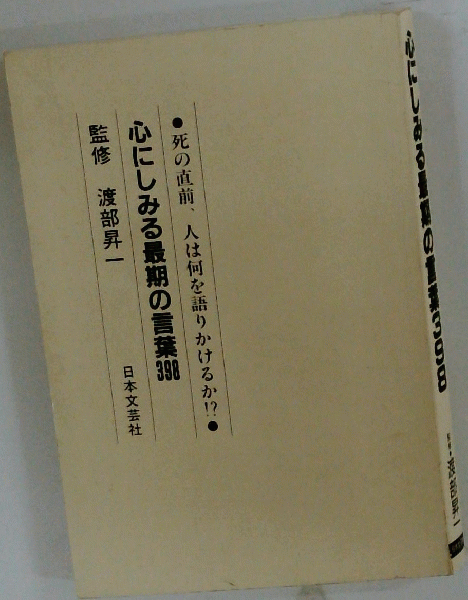 ●死の直前、人は何を語りかけるか!?●
心にしみる最期の言葉398
監修 渡部昇一
日本文芸社
心にしみる最期の言葉398
渡部昇一